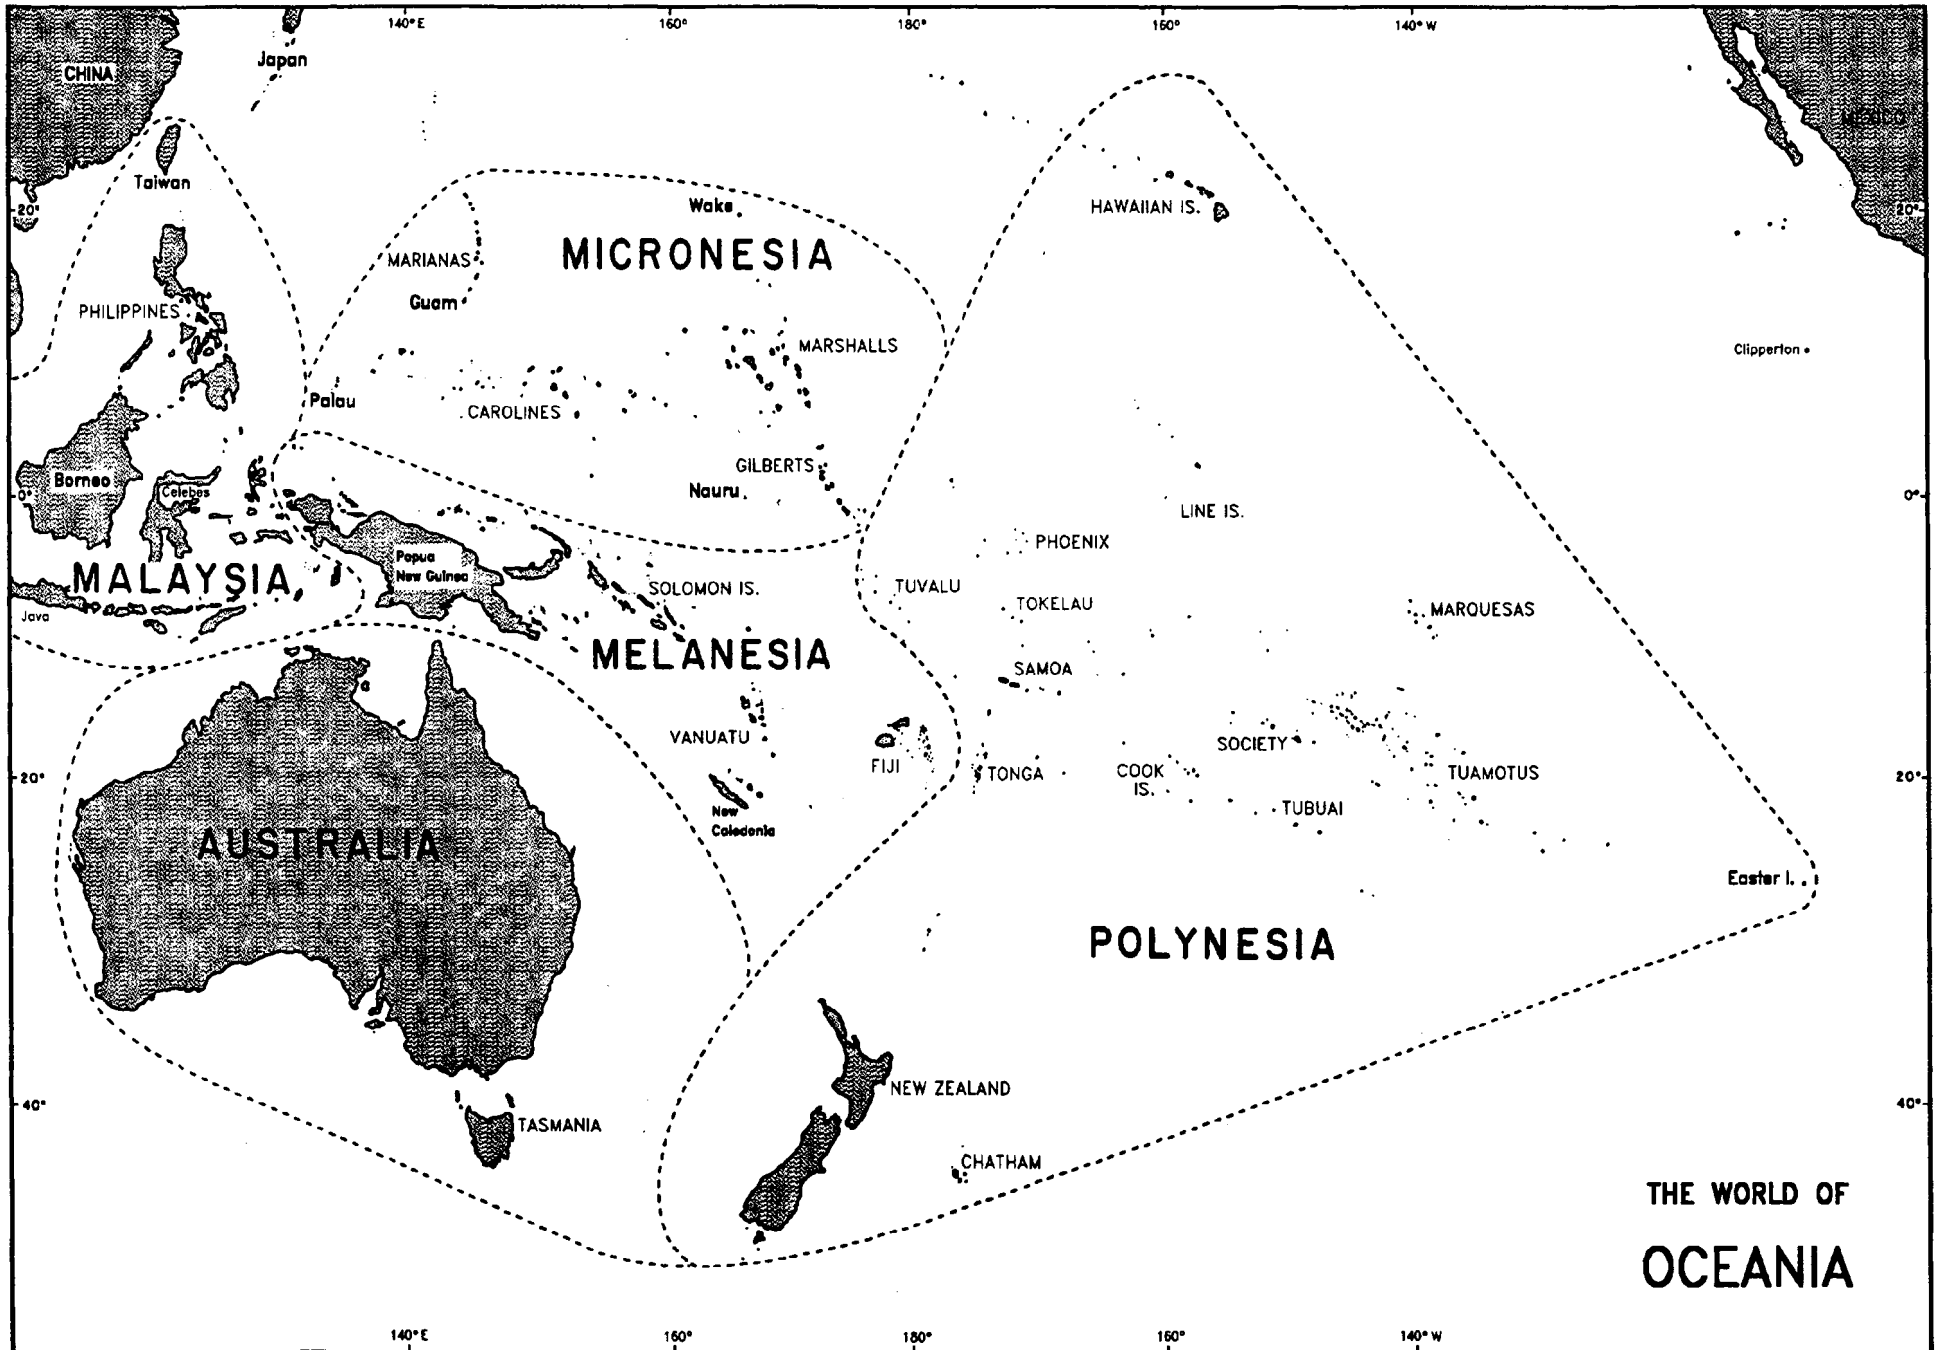 140°E 160° 180° 160° 140°W
Japan
CHINA
MEXICO
Taiwan
20° 20°
Wake
HAWAIIAN IS.
MICRONESIA
MARIANAS
Guam
PHILIPPINES
MARSHALLS
Clipperton
Palau
CAROLINES
GILBERTS
Borneo
Celebes
Nauru
0° 0°
LINE IS.
PHOENIX
Papua
New Guinea
MALAYSIA
SOLOMON IS.
TUVALU
TOKELAU
MARQUESAS
Java
MELANESIA
SAMOA
VANUATU
SOCIETY
FIJI
TONGA
COOK
IS.
TUAMOTUS
20° 20°
TUBUAI
New
Caledonia
AUSTRALIA
Easter I.
POLYNESIA
NEW ZEALAND
40° 40°
TASMANIA
CHATHAM
THE WORLD OF
OCEANIA
140°E 160° 180° 160° 140°W